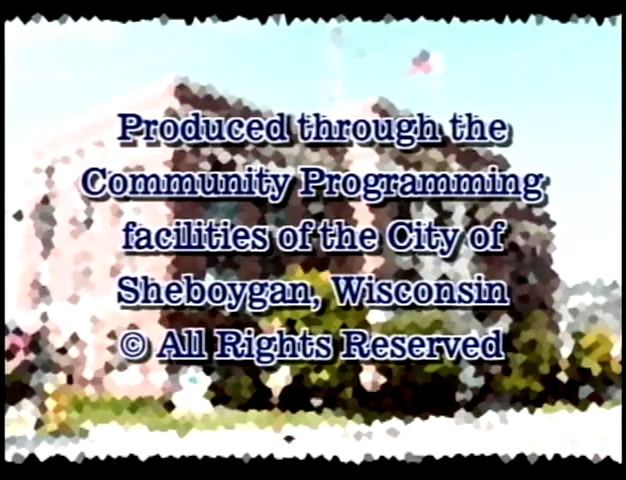 Produced through the
Community Programming
facilities of the City of
Sheboygan, Wisconsin
© All Rights Reserved